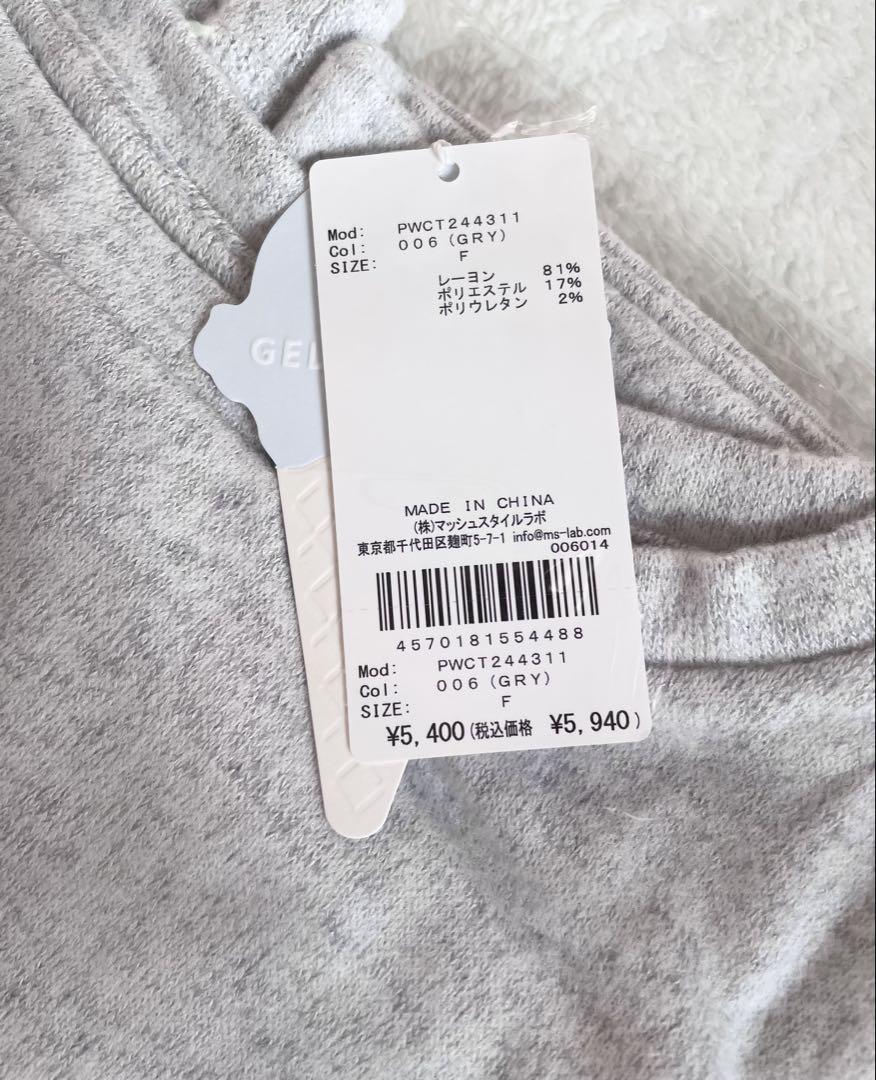 Mod: PWCT244311
Col: 006 (GRY)
SIZE: F
レーヨン 81%
ポリエステル 17%
ポリウレタン 2%
GEL
MADE IN CHINA
(株)マッシュスタイルラボ
東京都千代田区麹町5-7-1 info@ms-lab.com
006014
4570181554488
Mod: PWCT244311
Col: 006 (GRY)
SIZE: F
¥5,400(税込価格 ¥5,940)